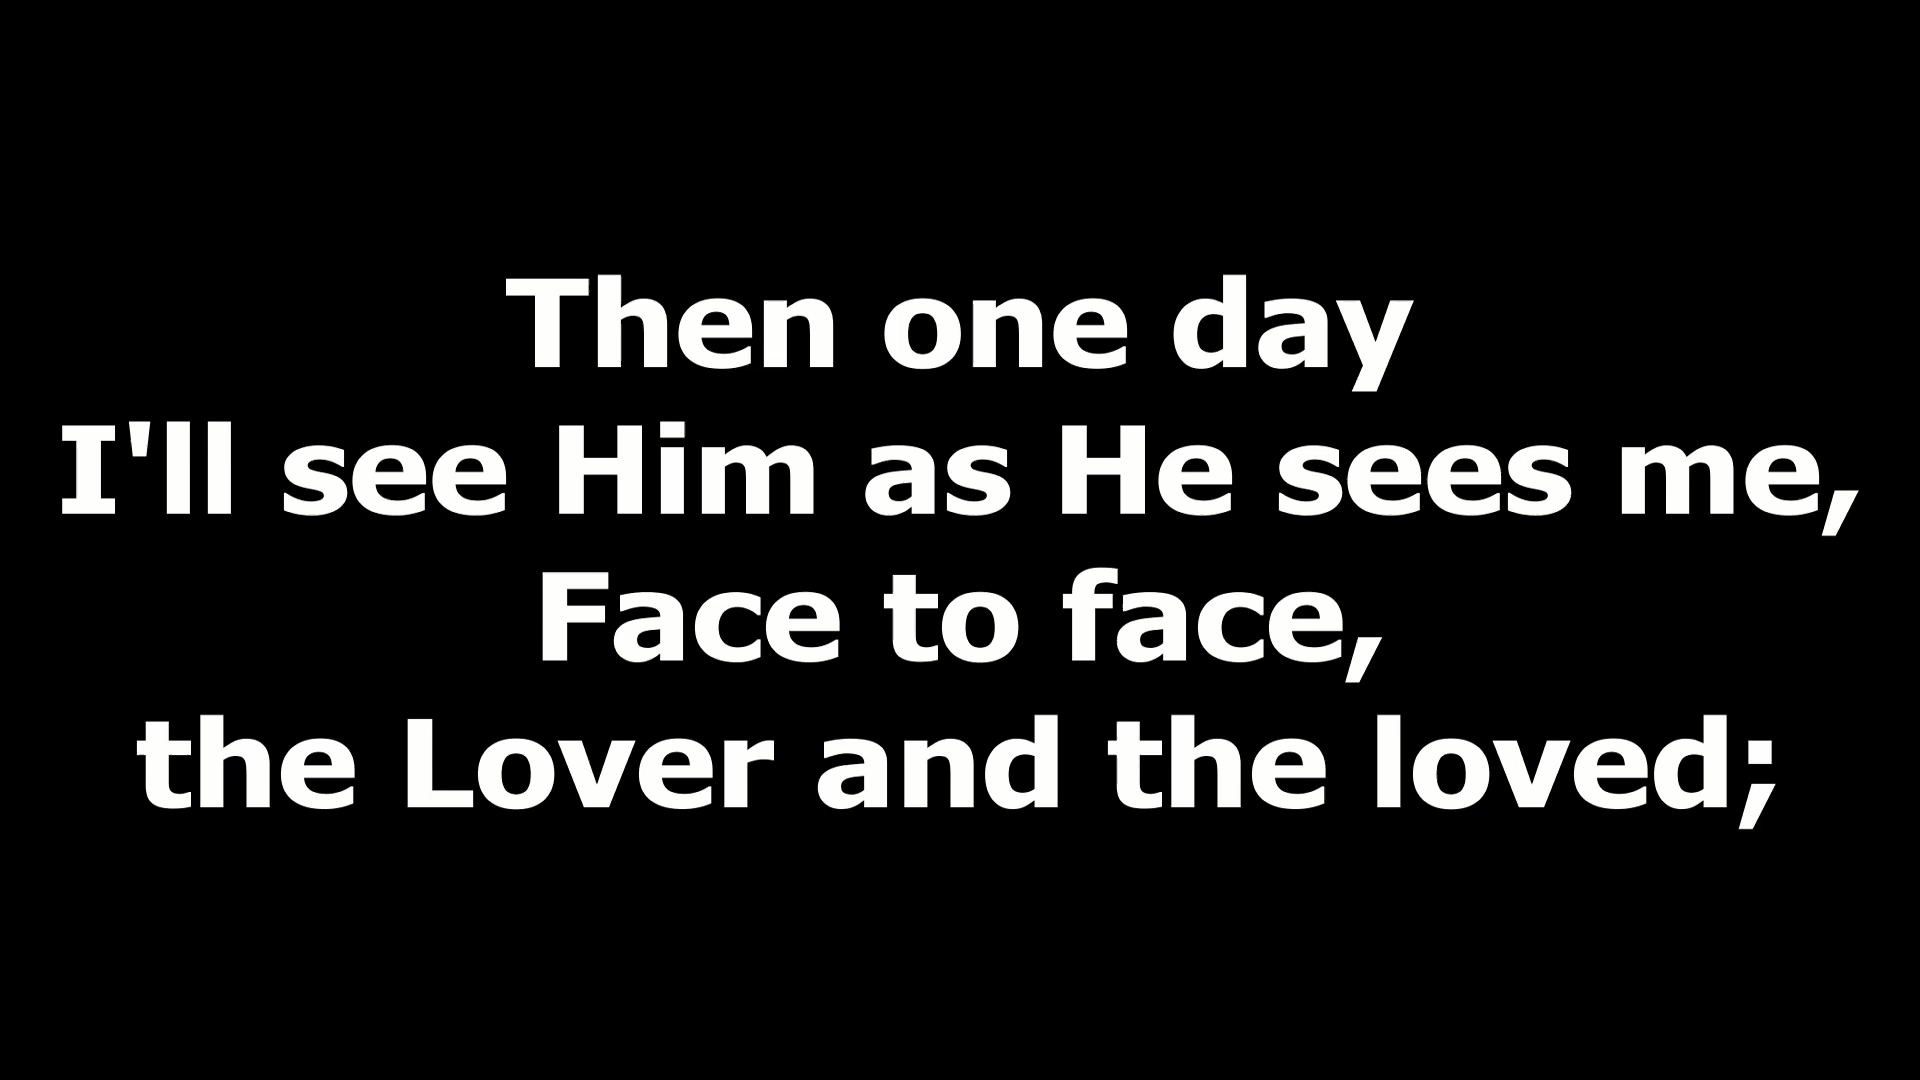 Then one day
I'll see Him as He sees me,
Face to face,
the Lover and the loved;